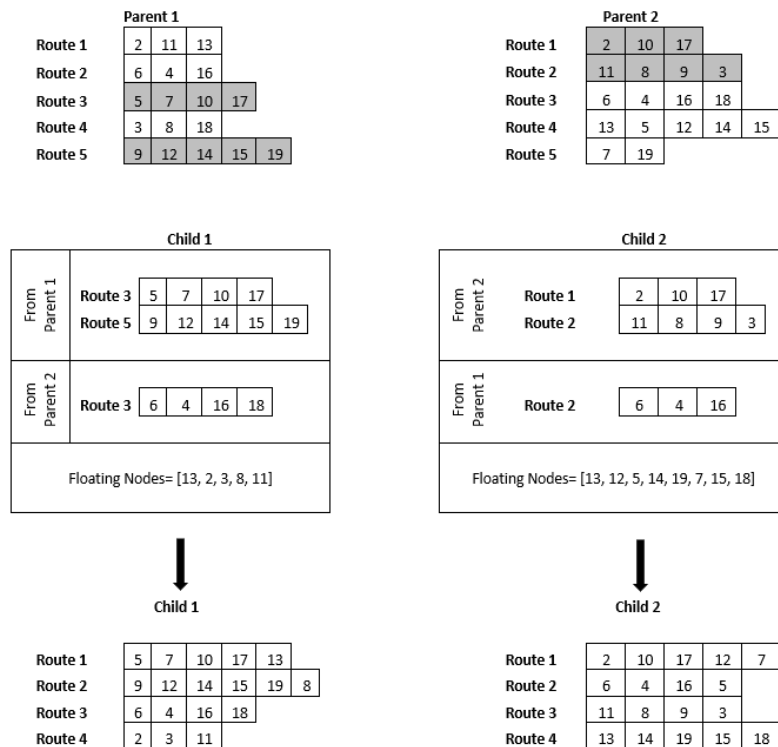 Parent 1
Route 1 2 11 13
Route 2 6 4 16
Route 3 5 7 10 17
Route 4 3 8 18
Route 5 9 12 14 15 19
Parent 2
Route 1 2 10 17
Route 2 11 8 9 3
Route 3 6 4 16 18
Route 4 13 5 12 14 15
Route 5 7 19
Child 1
From
Parent 1
Route 3 5 7 10 17
Route 5 9 12 14 15 19
From
Parent 2
Route 3 6 4 16 18
Floating Nodes= [13, 2, 3, 8, 11]
Child 2
From
Parent 2
Route 1 2 10 17
Route 2 11 8 9 3
From
Parent 1
Route 2 6 4 16
Floating Nodes= [13, 12, 5, 14, 19, 7, 15, 18]
Child 1
Route 1 5 7 10 17 13
Route 2 9 12 14 15 19 8
Route 3 6 4 16 18
Route 4 2 3 11
Child 2
Route 1 2 10 17 12 7
Route 2 6 4 16 5
Route 3 11 8 9 3
Route 4 13 14 19 15 18